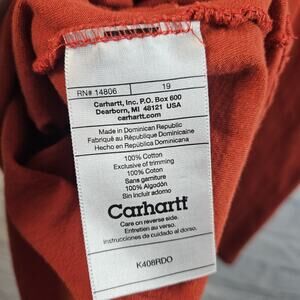 RN# 14806 19
Carhartt, Inc. P.O. Box 600
Dearborn, MI 48121 USA
carhartt.com
Made in Dominican Republic
Fabriqué au République Dominicaine
Hecho en República Dominicana
100% Cotton
Exclusive of trimming
100% Coton
Sans garniture
100% Algodón
Sin incluir adorno
Carhartt
Care on reverse side.
Entretien au verso.
Instrucciones de cuidado al dorso.
K408RDO